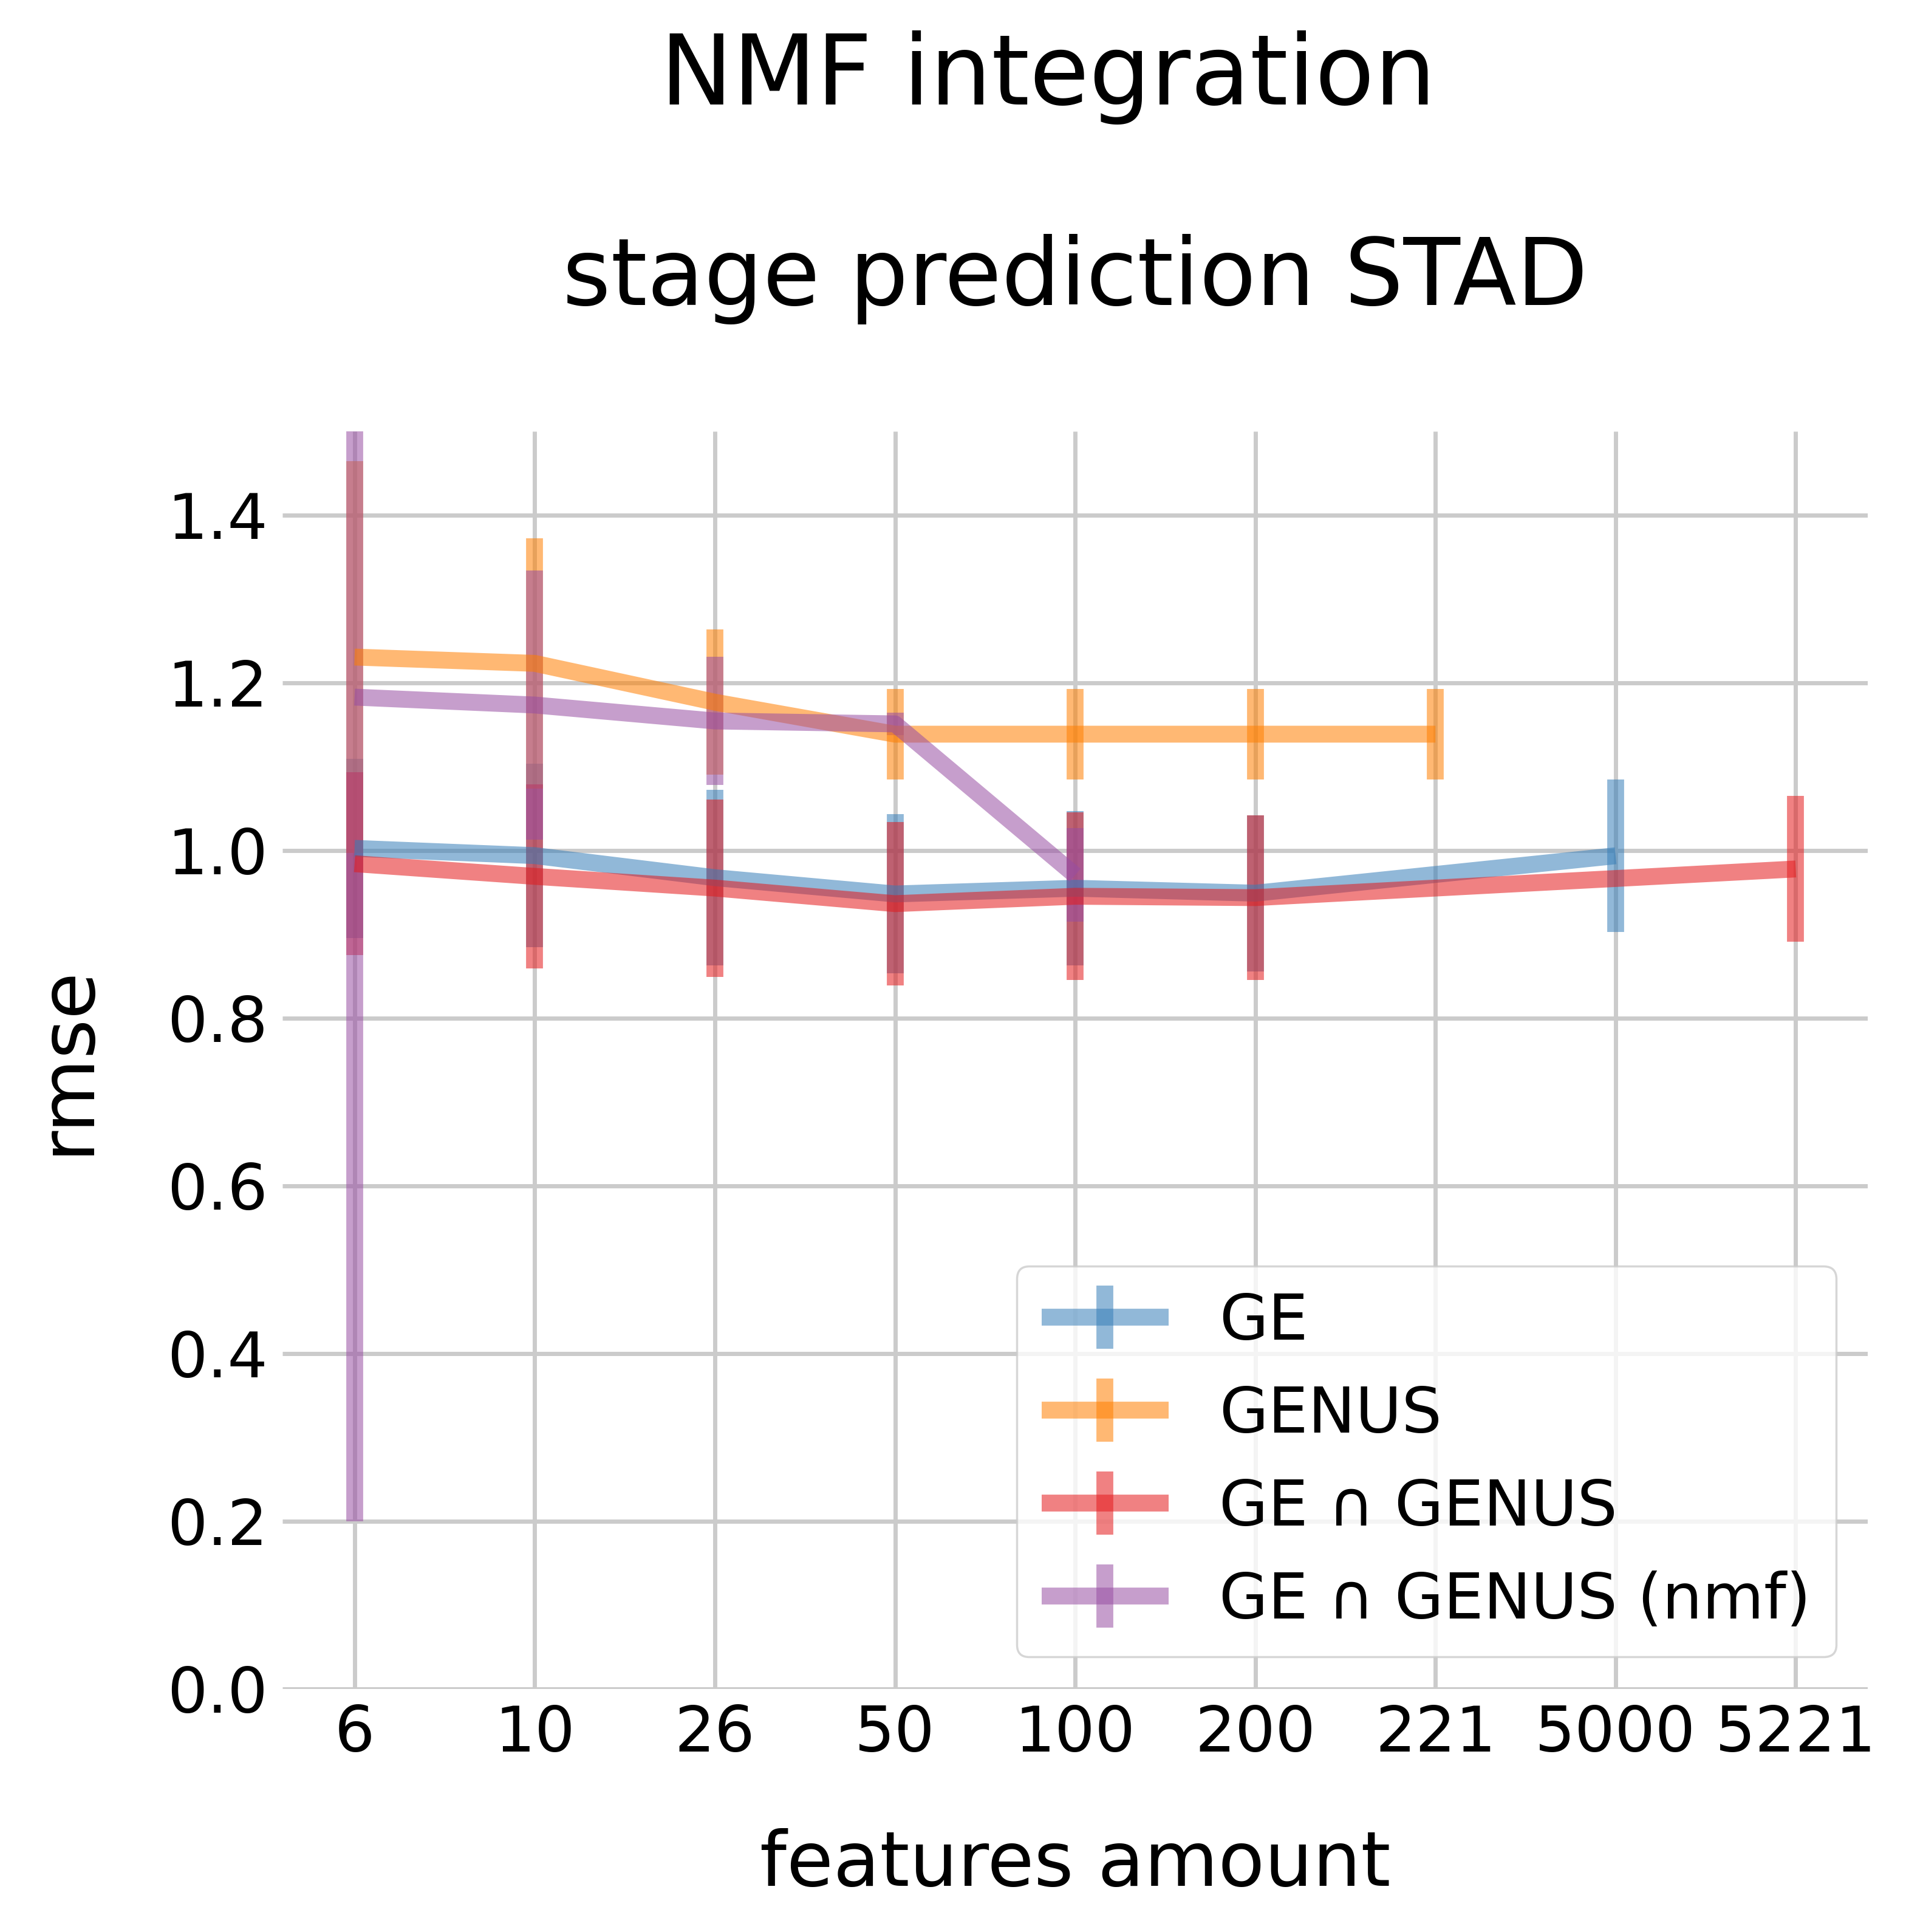 NMF integration
stage prediction STAD
1.4
1.2
1.0
0.8
0.6
0.4
0.2
0.0
rmse
GE
GENUS
GE ∩ GENUS
GE ∩ GENUS (nmf)
6 10 26 50 100 200 221 5000 5221
features amount